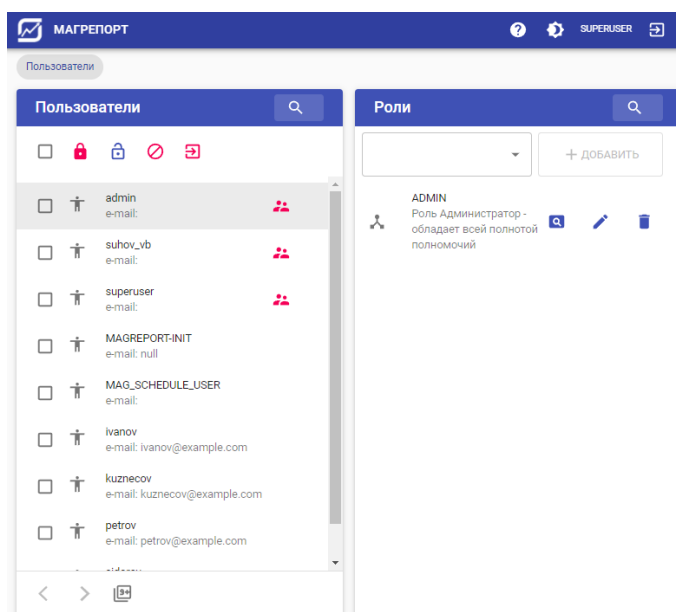 МАГРЕПОРТ
SUPERUSER
Пользователи
Пользователи
Роли
+ ДОБАВИТЬ
admin
e-mail:
suhov_vb
e-mail:
superuser
e-mail:
MAGREPORT-INIT
e-mail: null
MAG_SCHEDULE_USER
e-mail:
ivanov
e-mail: ivanov@example.com
kuznecov
e-mail: kuznecov@example.com
petrov
e-mail: petrov@example.com
9+
ADMIN
Роль Администратор -
обладает всей полнотой
полномочий